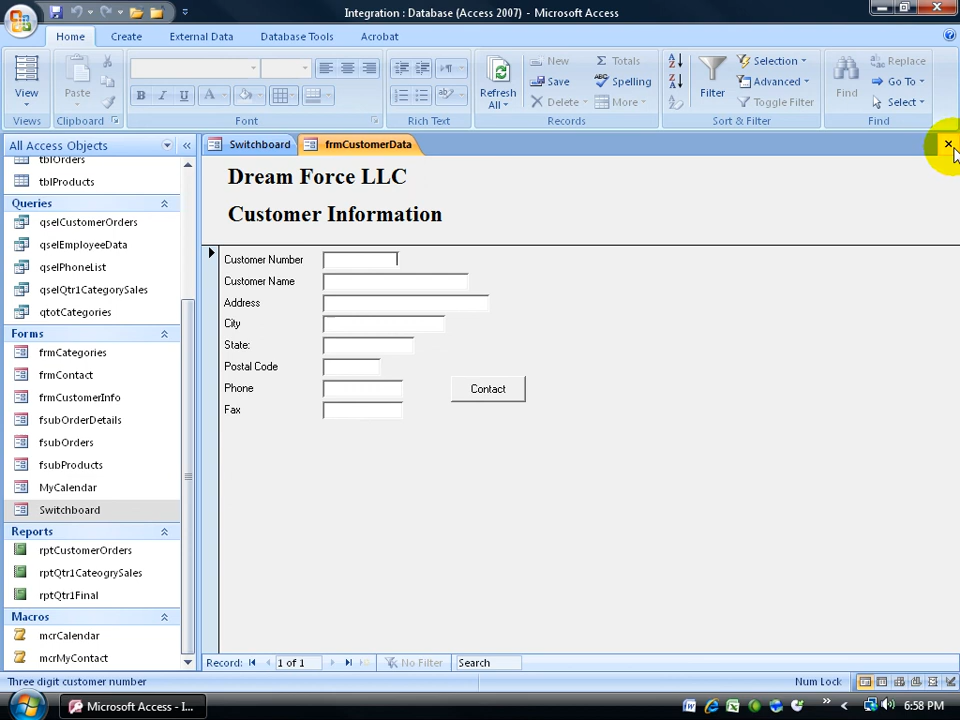 Integration : Database (Access 2007) - Microsoft Access
Home Create External Data Database Tools Acrobat
View
Views
Paste
Clipboard
B I U A
Font
Rich Text
Refresh All
New
Save
Delete
Totals
Spelling
More
Records
Filter
Selection
Advanced
Toggle Filter
Sort & Filter
Find
Replace
Go To
Select
Find
All Access Objects
Switchboard
frmCustomerData
tblOrders
tblProducts
Queries
qselCustomerOrders
qselEmployeeData
qselPhoneList
qselQtr1CategorySales
qtotCategories
Forms
frmCategories
frmContact
frmCustomerInfo
fsubOrderDetails
fsubOrders
fsubProducts
MyCalendar
Switchboard
Reports
rptCustomerOrders
rptQtr1CateogrySales
rptQtr1Final
Macros
mcrCalendar
mcrMyContact
Dream Force LLC
Customer Information
Customer Number
Customer Name
Address
City
State:
Postal Code
Phone
Contact
Fax
Record: 1 of 1 No Filter Search
Three digit customer number
Num Lock
Microsoft Access - I...
6:58 PM